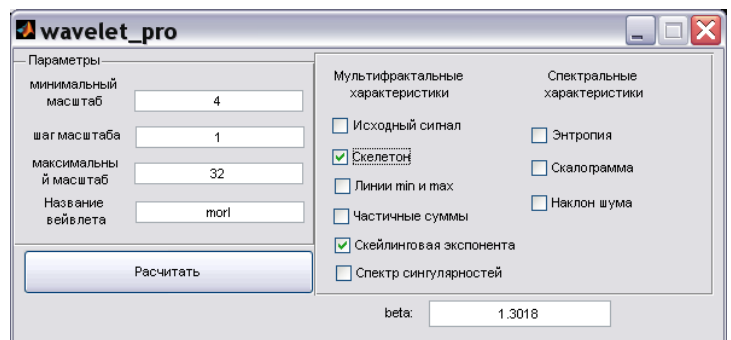 wavelet_pro
Параметры
минимальный
масштаб
4
шаг масштаба
1
максимальны
й масштаб
32
Название
вейвлета
morl
Расчитать
Мультифрактальные
характеристики
Исходный сигнал
Скелетон
Линии min и max
Частичные суммы
Скейлинговая экспонента
Спектр сингулярностей
Спектральные
характеристики
Энтропия
Скалограмма
Наклон шума
beta:
1.3018